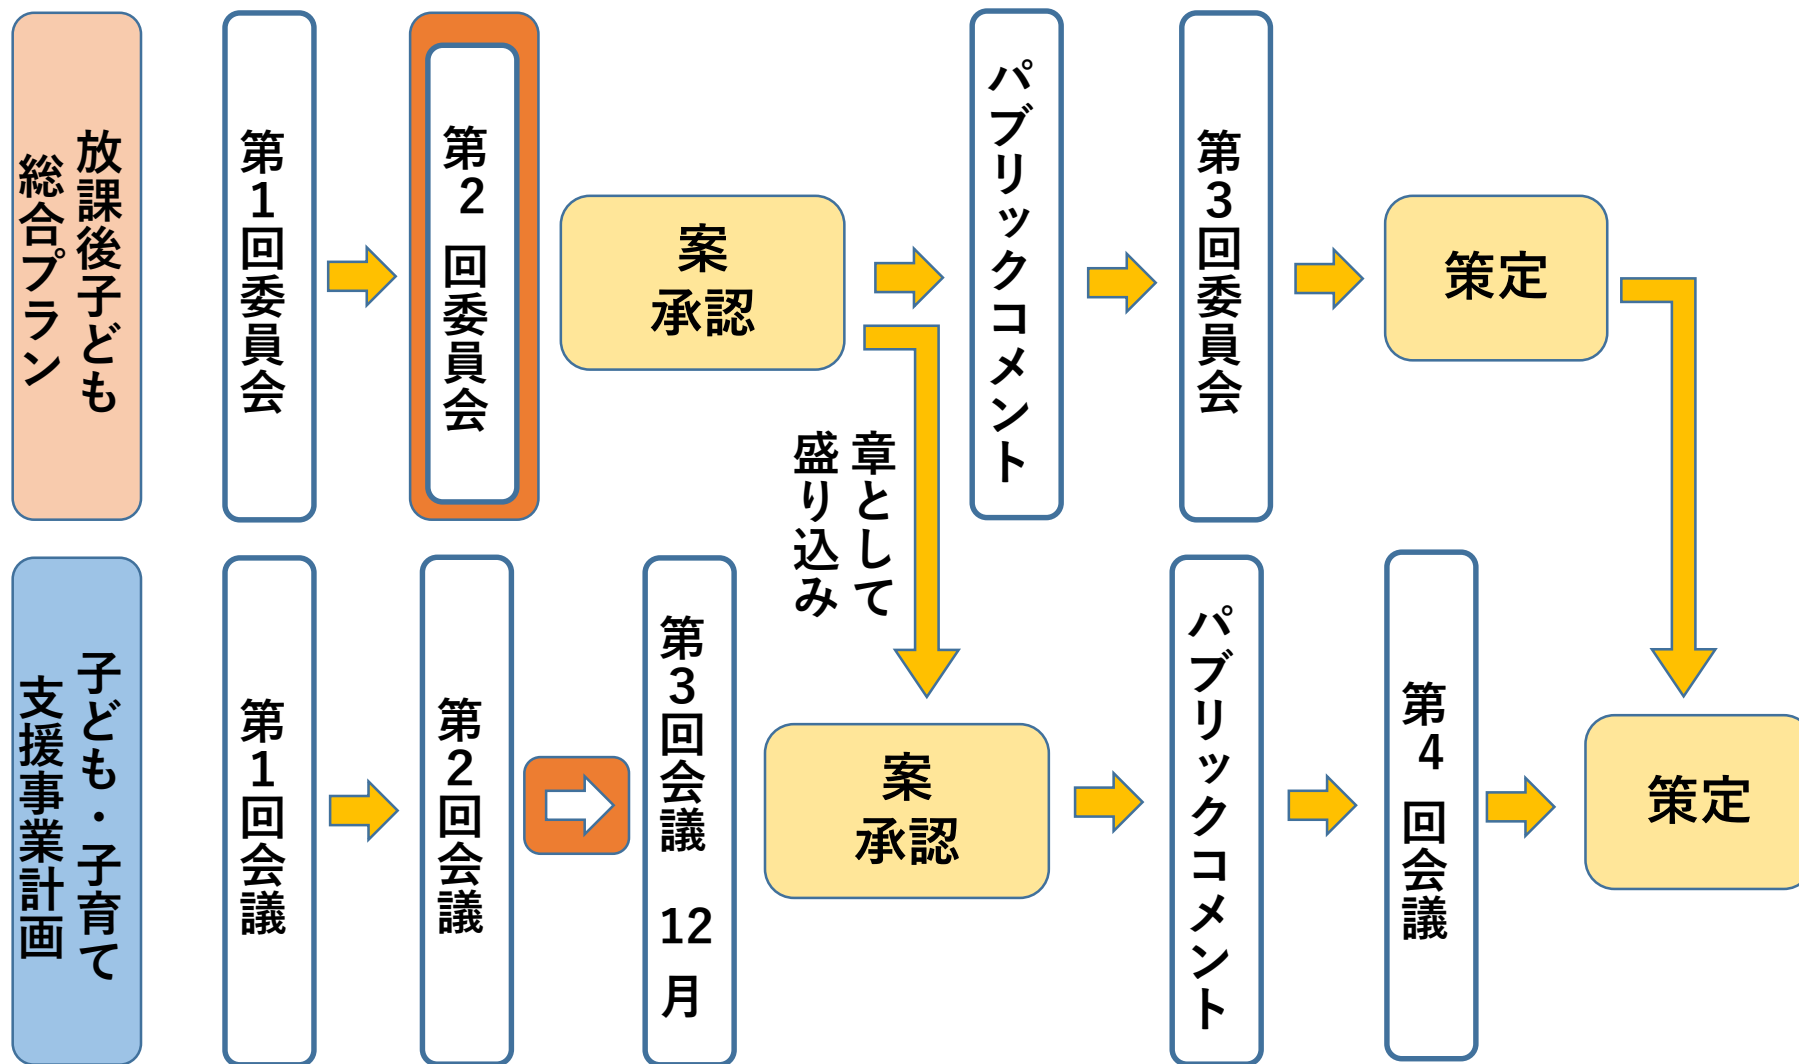 放課後子ども
総合プラン
第1回委員会
第2回委員会
案
承認
パブリックコメント
第3回委員会
策定
章として
盛り込み
子ども・子育て
支援事業計画
第1回会議
第2回会議
第3回会議 12月
案
承認
パブリックコメント
第4回会議
策定